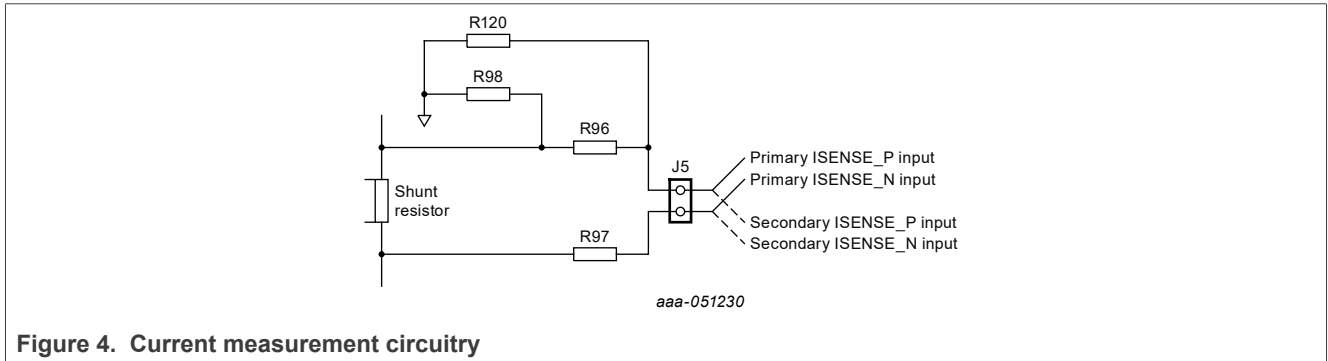 R120
R98
R96
J5
Primary ISENSE_P input
Primary ISENSE_N input
Shunt
resistor
Secondary ISENSE_P input
Secondary ISENSE_N input
R97
aaa-051230
Figure 4. Current measurement circuitry